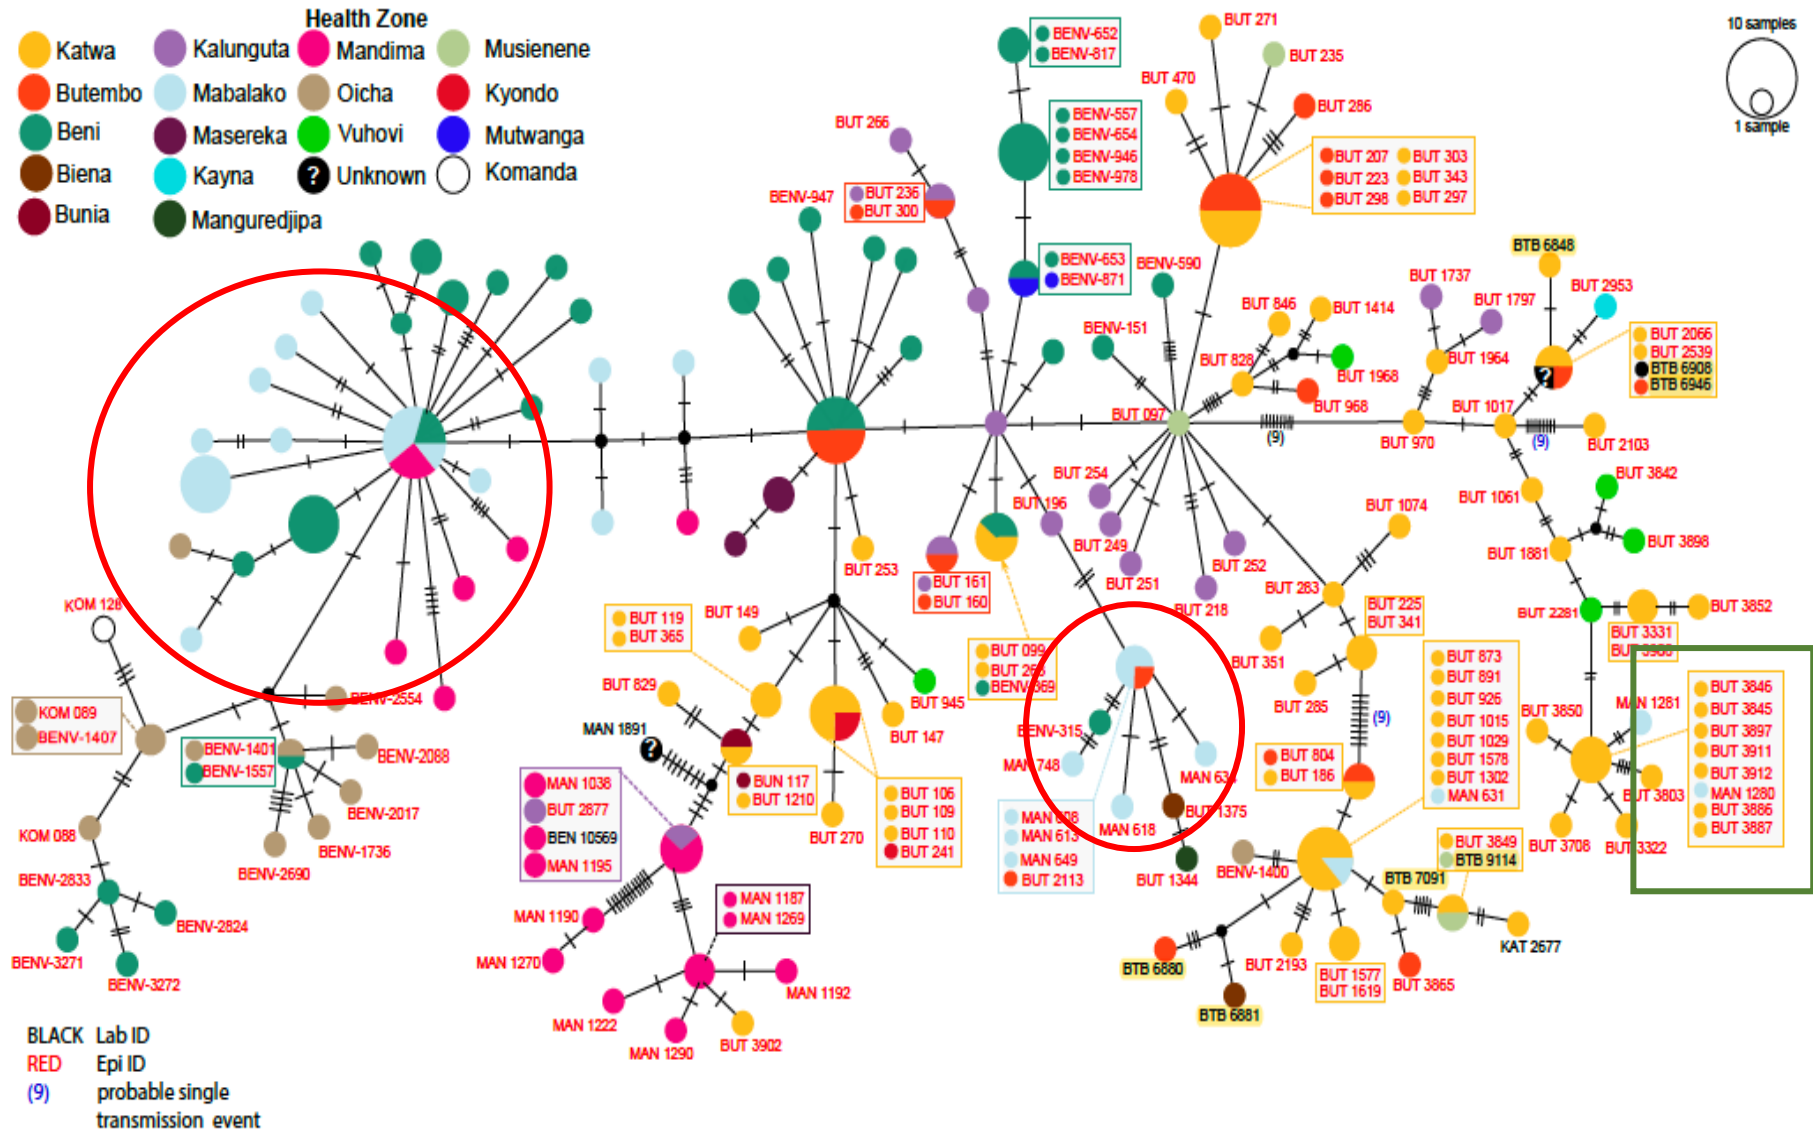 Health Zone
Katwa
Kalunguta
Mandima
Musienene
Butembo
Mabalako
Oicha
Kyondo
Beni
Masereka
Vuhovi
Mutwanga
Biena
Kayna
? Unknown
Komanda
Bunia
Manguredjipa
10 samples
1 sample
BENV-652
BENV-817
BUT 271
BUT 235
BUT 470
BUT 286
BUT 266
BENV-557
BENV-654
BENV-946
BENV-978
BUT 207
BUT 303
BUT 223
BUT 343
BUT 298
BUT 297
BENV-947
BUT 236
BUT 300
BENV-653
BENV-871
BENV-590
BTB 6848
BUT 1737
BUT 2953
BUT 846
BUT 1414
BUT 1797
BENV-151
BUT 828
BUT 1968
BUT 1964
BUT 2066
BUT 2539
BTB 6908
BTB 6946
?
BUT 968
BUT 097
(9)
BUT 970
BUT 1017
(9)
BUT 2103
BUT 254
BUT 196
BUT 249
BUT 251
BUT 252
BUT 218
BUT 1074
BUT 1061
BUT 3842
BUT 1881
BUT 3898
BUT 253
BUT 161
BUT 160
BUT 283
BUT 225
BUT 341
BUT 2281
BUT 3852
BUT 3331
KOM 128
BUT 119
BUT 365
BUT 149
BUT 099
BENV-869
BUT 351
BUT 285
(9)
BUT 873
BUT 891
BUT 926
BUT 1015
BUT 1029
BUT 1578
BUT 1302
MAN 631
KOM 089
BENV-1407
BENV-2554
BUT 829
BUT 945
BUT 147
MAN 1891
?
BENV-315
MAN 748
BUT 3850
MAN 1281
BUT 3846
BUT 3845
BUT 3897
BUT 3911
BUT 3912
MAN 1280
BUT 3886
BUT 3887
BENV-1401
BENV-1557
BENV-2088
BENV-2017
BENV-1736
BENV-2690
KOM 088
BUT 804
BUT 186
BUT 3803
BUT 3708
BUT 3322
BUN 117
BUT 1210
BUT 270
BUT 106
BUT 109
BUT 110
BUT 241
MAN 1038
BUT 2877
BEN 10569
MAN 1195
MAN 613
MAN 649
BUT 2113
MAN 618
BUT 1375
BUT 1344
BENV-1400
BUT 3849
BTB 9114
BTB 7091
KAT 2677
BENV-2833
BENV-2824
BENV-3271
BENV-3272
MAN 1190
MAN 1270
MAN 1187
MAN 1269
MAN 1192
MAN 1222
MAN 1290
BUT 3902
BTB 6880
BTB 6881
BUT 2193
BUT 1577
BUT 1619
BUT 3865
BLACK Lab ID
RED Epi ID
(9) probable single
transmission event